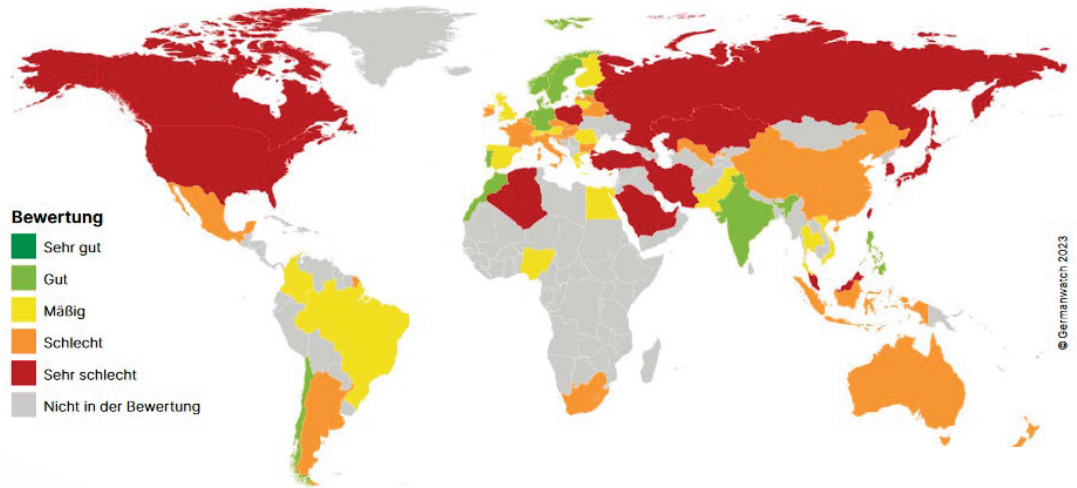 Bewertung
Sehr gut
Gut
Mäßig
Schlecht
Sehr schlecht
Nicht in der Bewertung
© Germanwatch 2023